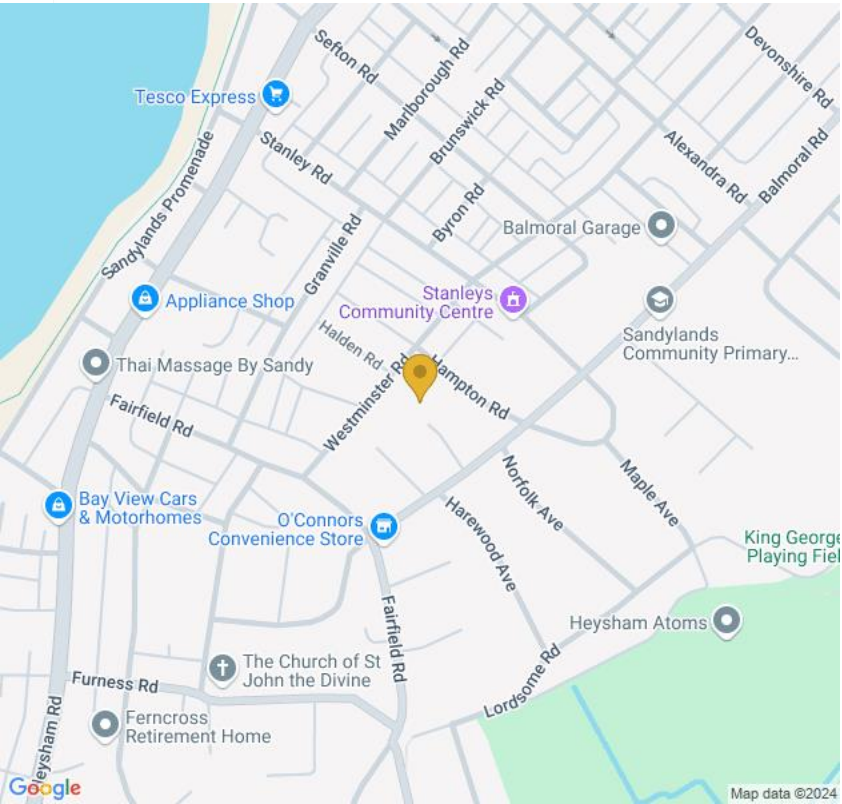 Sefton Rd
Marlborough Rd
Devonshire Rd
Tesco Express
Brunswick Rd
Stanley Rd
Alexandra Rd
Balmoral Rd
Sandylands Promenade
Byron Rd
Granville Rd
Balmoral Garage
Stanleys
Community Centre
Appliance Shop
Sandylands
Community Primary...
Halden Rd
Thai Massage By Sandy
Hampton Rd
Westminster Rd
Fairfield Rd
Norfolk Ave
Maple Ave
Bay View Cars
& Motorhomes
O'Connors
Convenience Store
Harewood Ave
King George
Playing Fiel
Fairfield Rd
Heysham Atoms
The Church of St
John the Divine
Lordsome Rd
Furness Rd
Ferncross
Retirement Home
eysham Rd
Google
Map data ©2024